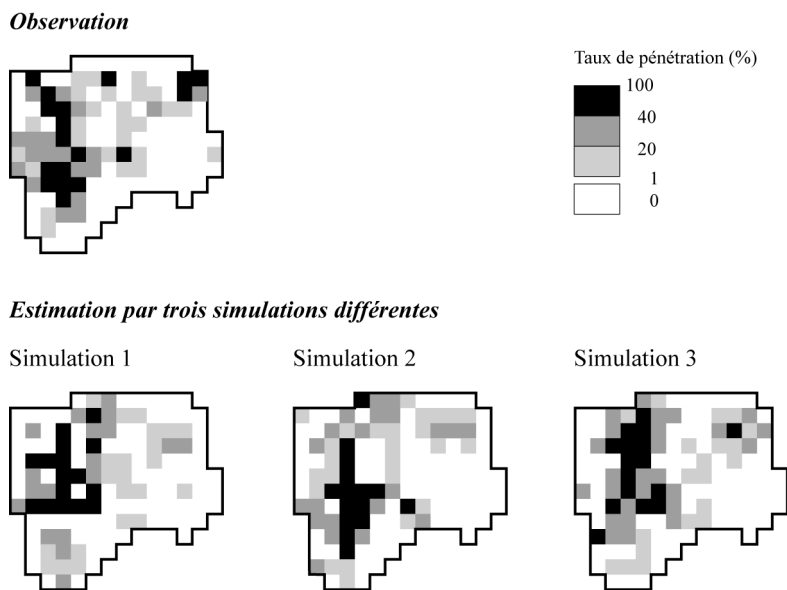 Observation
Taux de pénétration (%)
100
40
20
1
0
Estimation par trois simulations différentes
Simulation 1
Simulation 2
Simulation 3